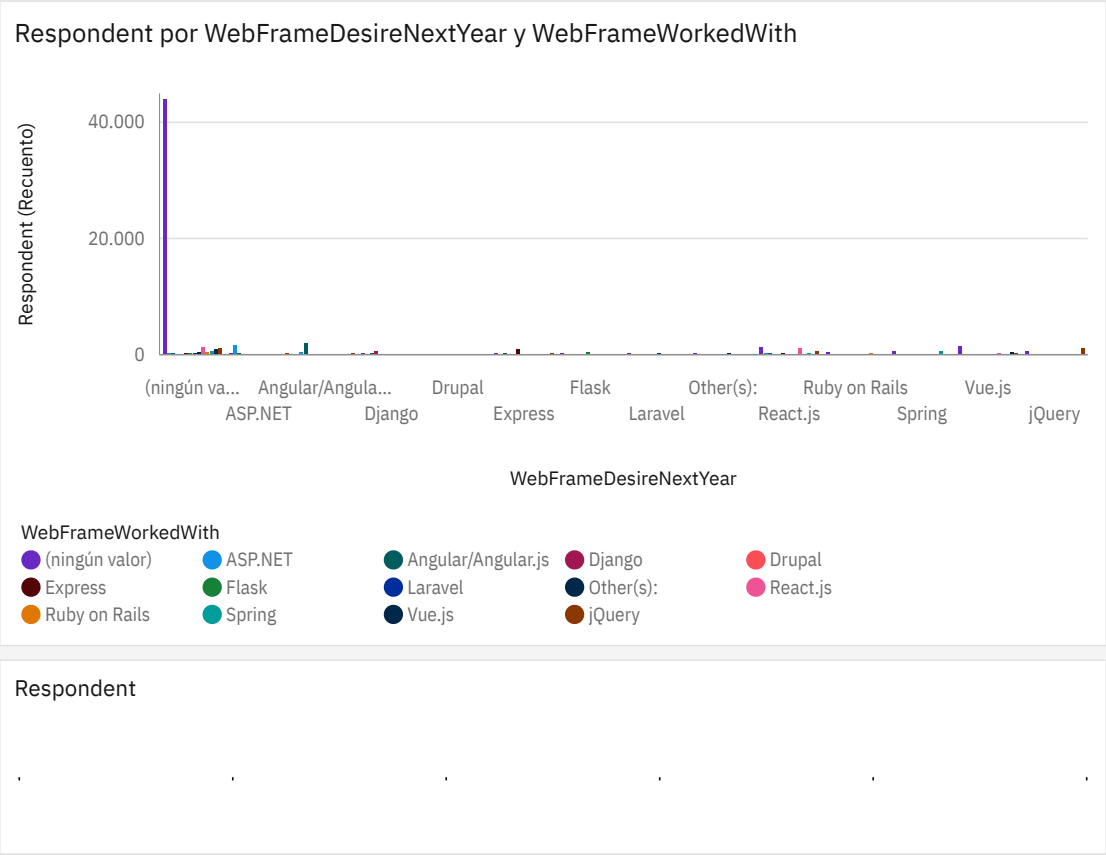 Respondent por WebFrameDesireNextYear y WebFrameWorkedWith
Respondent (Recuento)
40.000
20.000
0
(ningún va... Angular/Angula... Drupal Flask Other(s): Ruby on Rails Vue.js
ASP.NET Django Express Laravel React.js Spring jQuery
WebFrameDesireNextYear
WebFrameWorkedWith
(ningún valor) ASP.NET Angular/Angular.js Django Drupal
Express Flask Laravel Other(s): React.js
Ruby on Rails Spring Vue.js jQuery
Respondent